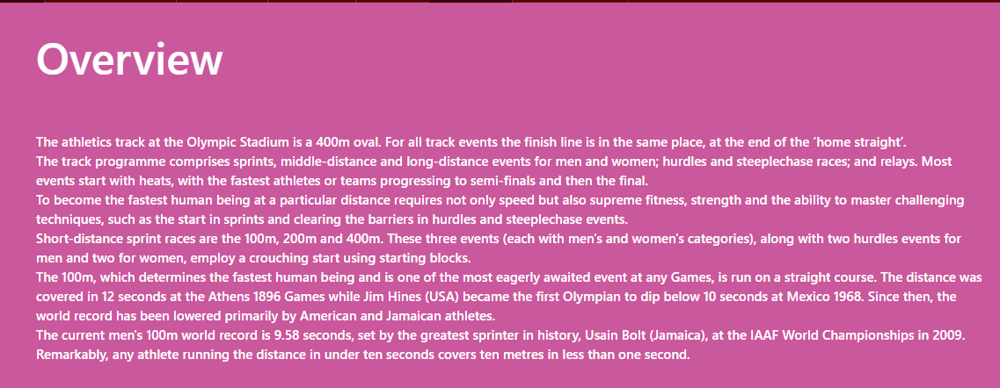 Overview
The athletics track at the Olympic Stadium is a 400m oval. For all track events the finish line is in the same place, at the end of the ‘home straight’.
The track programme comprises sprints, middle-distance and long-distance events for men and women; hurdles and steeplechase races; and relays. Most
events start with heats, with the fastest athletes or teams progressing to semi-finals and then the final.
To become the fastest human being at a particular distance requires not only speed but also supreme fitness, strength and the ability to master challenging
techniques, such as the start in sprints and clearing the barriers in hurdles and steeplechase events.
Short-distance sprint races are the 100m, 200m and 400m. These three events (each with men's and women's categories), along with two hurdles events for
men and two for women, employ a crouching start using starting blocks.
The 100m, which determines the fastest human being and is one of the most eagerly awaited event at any Games, is run on a straight course. The distance was
covered in 12 seconds at the Athens 1896 Games while Jim Hines (USA) became the first Olympian to dip below 10 seconds at Mexico 1968. Since then, the
world record has been lowered primarily by American and Jamaican athletes.
The current men's 100m world record is 9.58 seconds, set by the greatest sprinter in history, Usain Bolt (Jamaica), at the IAAF World Championships in 2009.
Remarkably, any athlete running the distance in under ten seconds covers ten metres in less than one second.